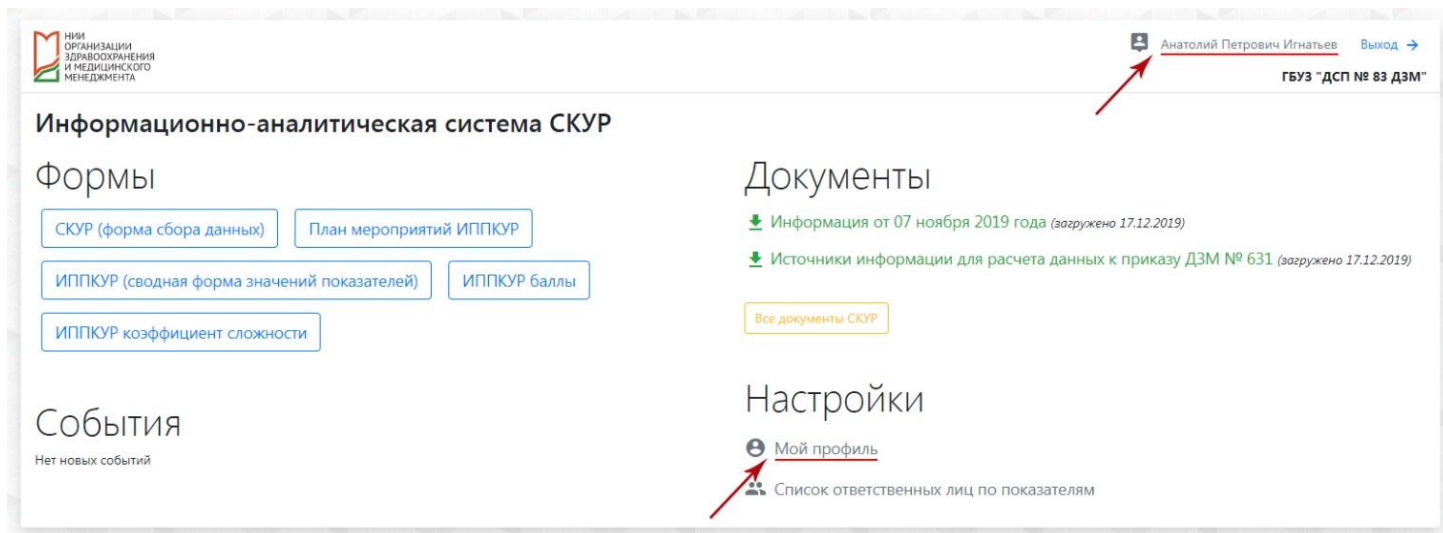 НИИ
ОРГАНИЗАЦИИ
ЗДРАВООХРАНЕНИЯ
И МЕДИЦИНСКОГО
МЕНЕДЖМЕНТА
Анатолий Петрович Игнатьев Выход →
ГБУЗ "ДСП № 83 ДЗМ"
Информационно-аналитическая система СКУР
Формы
СКУР (форма сбора данных) План мероприятий ИППКУР
ИППКУР (сводная форма значений показателей) ИППКУР баллы
ИППКУР коэффициент сложности
События
Нет новых событий
Документы
Информация от 07 ноября 2019 года (загружено 17.12.2019)
Источники информации для расчета данных к приказу ДЗМ № 631 (загружено 17.12.2019)
Все документы СКУР
Настройки
Мой профиль
Список ответственных лиц по показателям